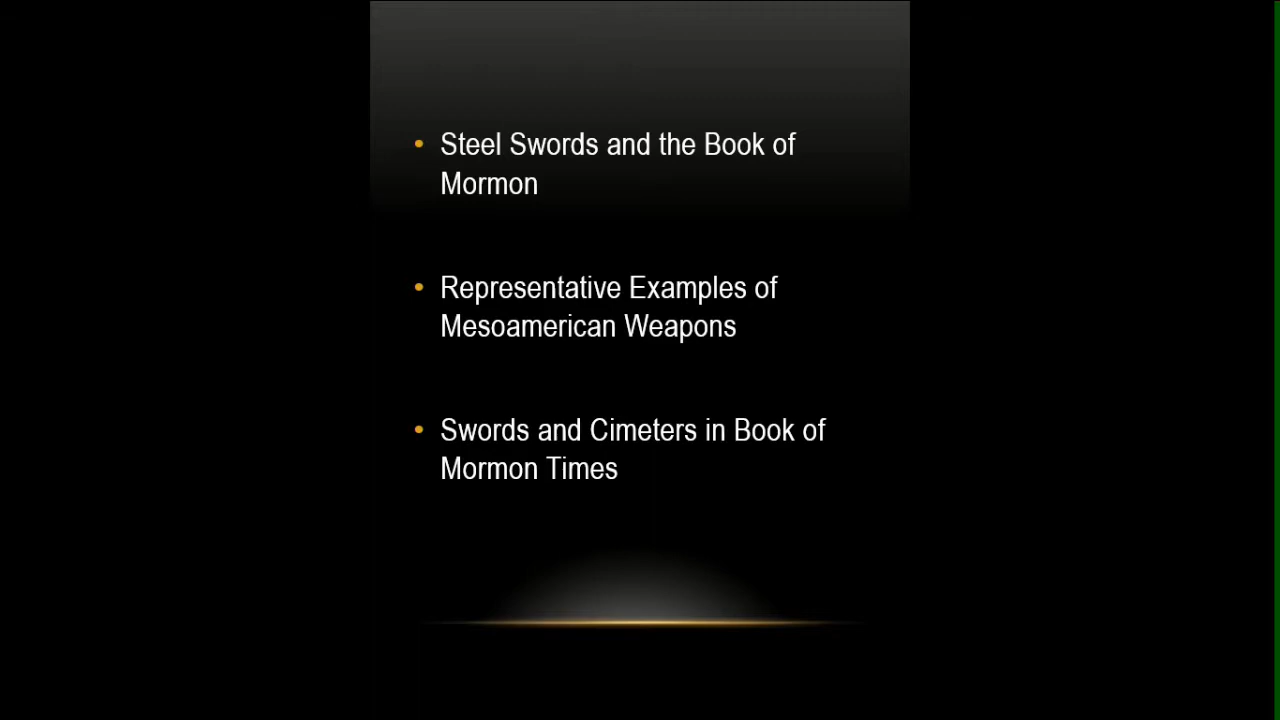 • Steel Swords and the Book of
Mormon
• Representative Examples of
Mesoamerican Weapons
• Swords and Cimeters in Book of
Mormon Times